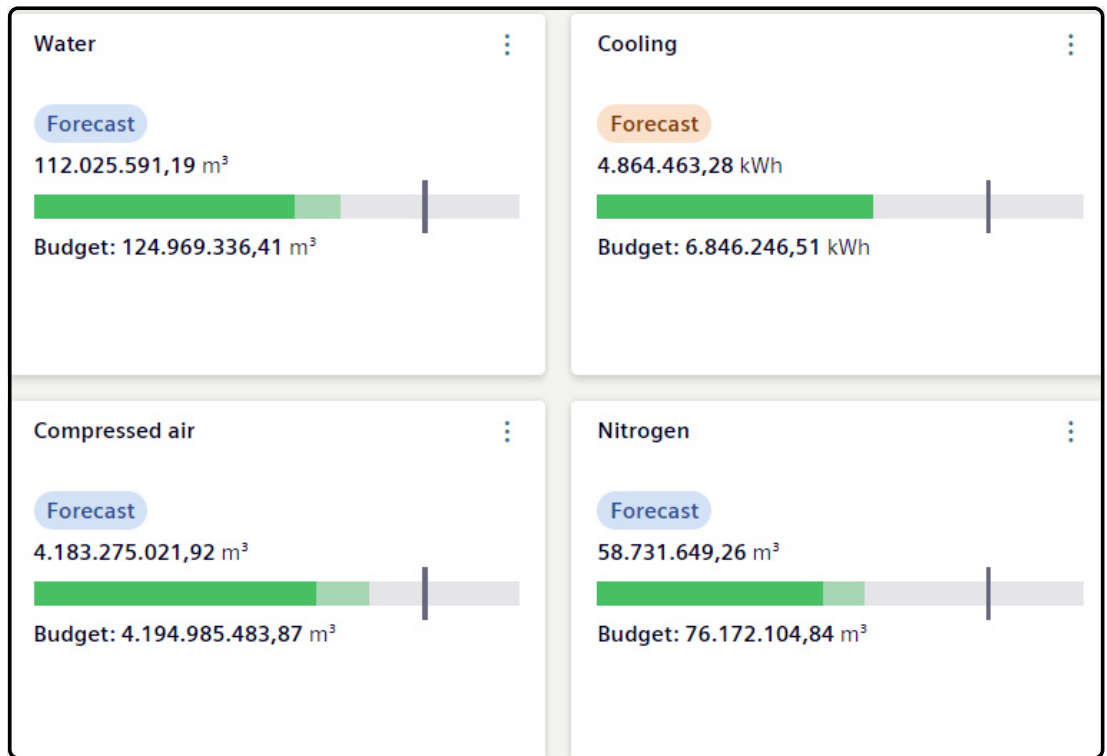 Water
Forecast
112.025.591,19 m³
Budget: 124.969.336,41 m³
Cooling
Forecast
4.864.463,28 kWh
Budget: 6.846.246,51 kWh
Compressed air
Forecast
4.183.275.021,92 m³
Budget: 4.194.985.483,87 m³
Nitrogen
Forecast
58.731.649,26 m³
Budget: 76.172.104,84 m³